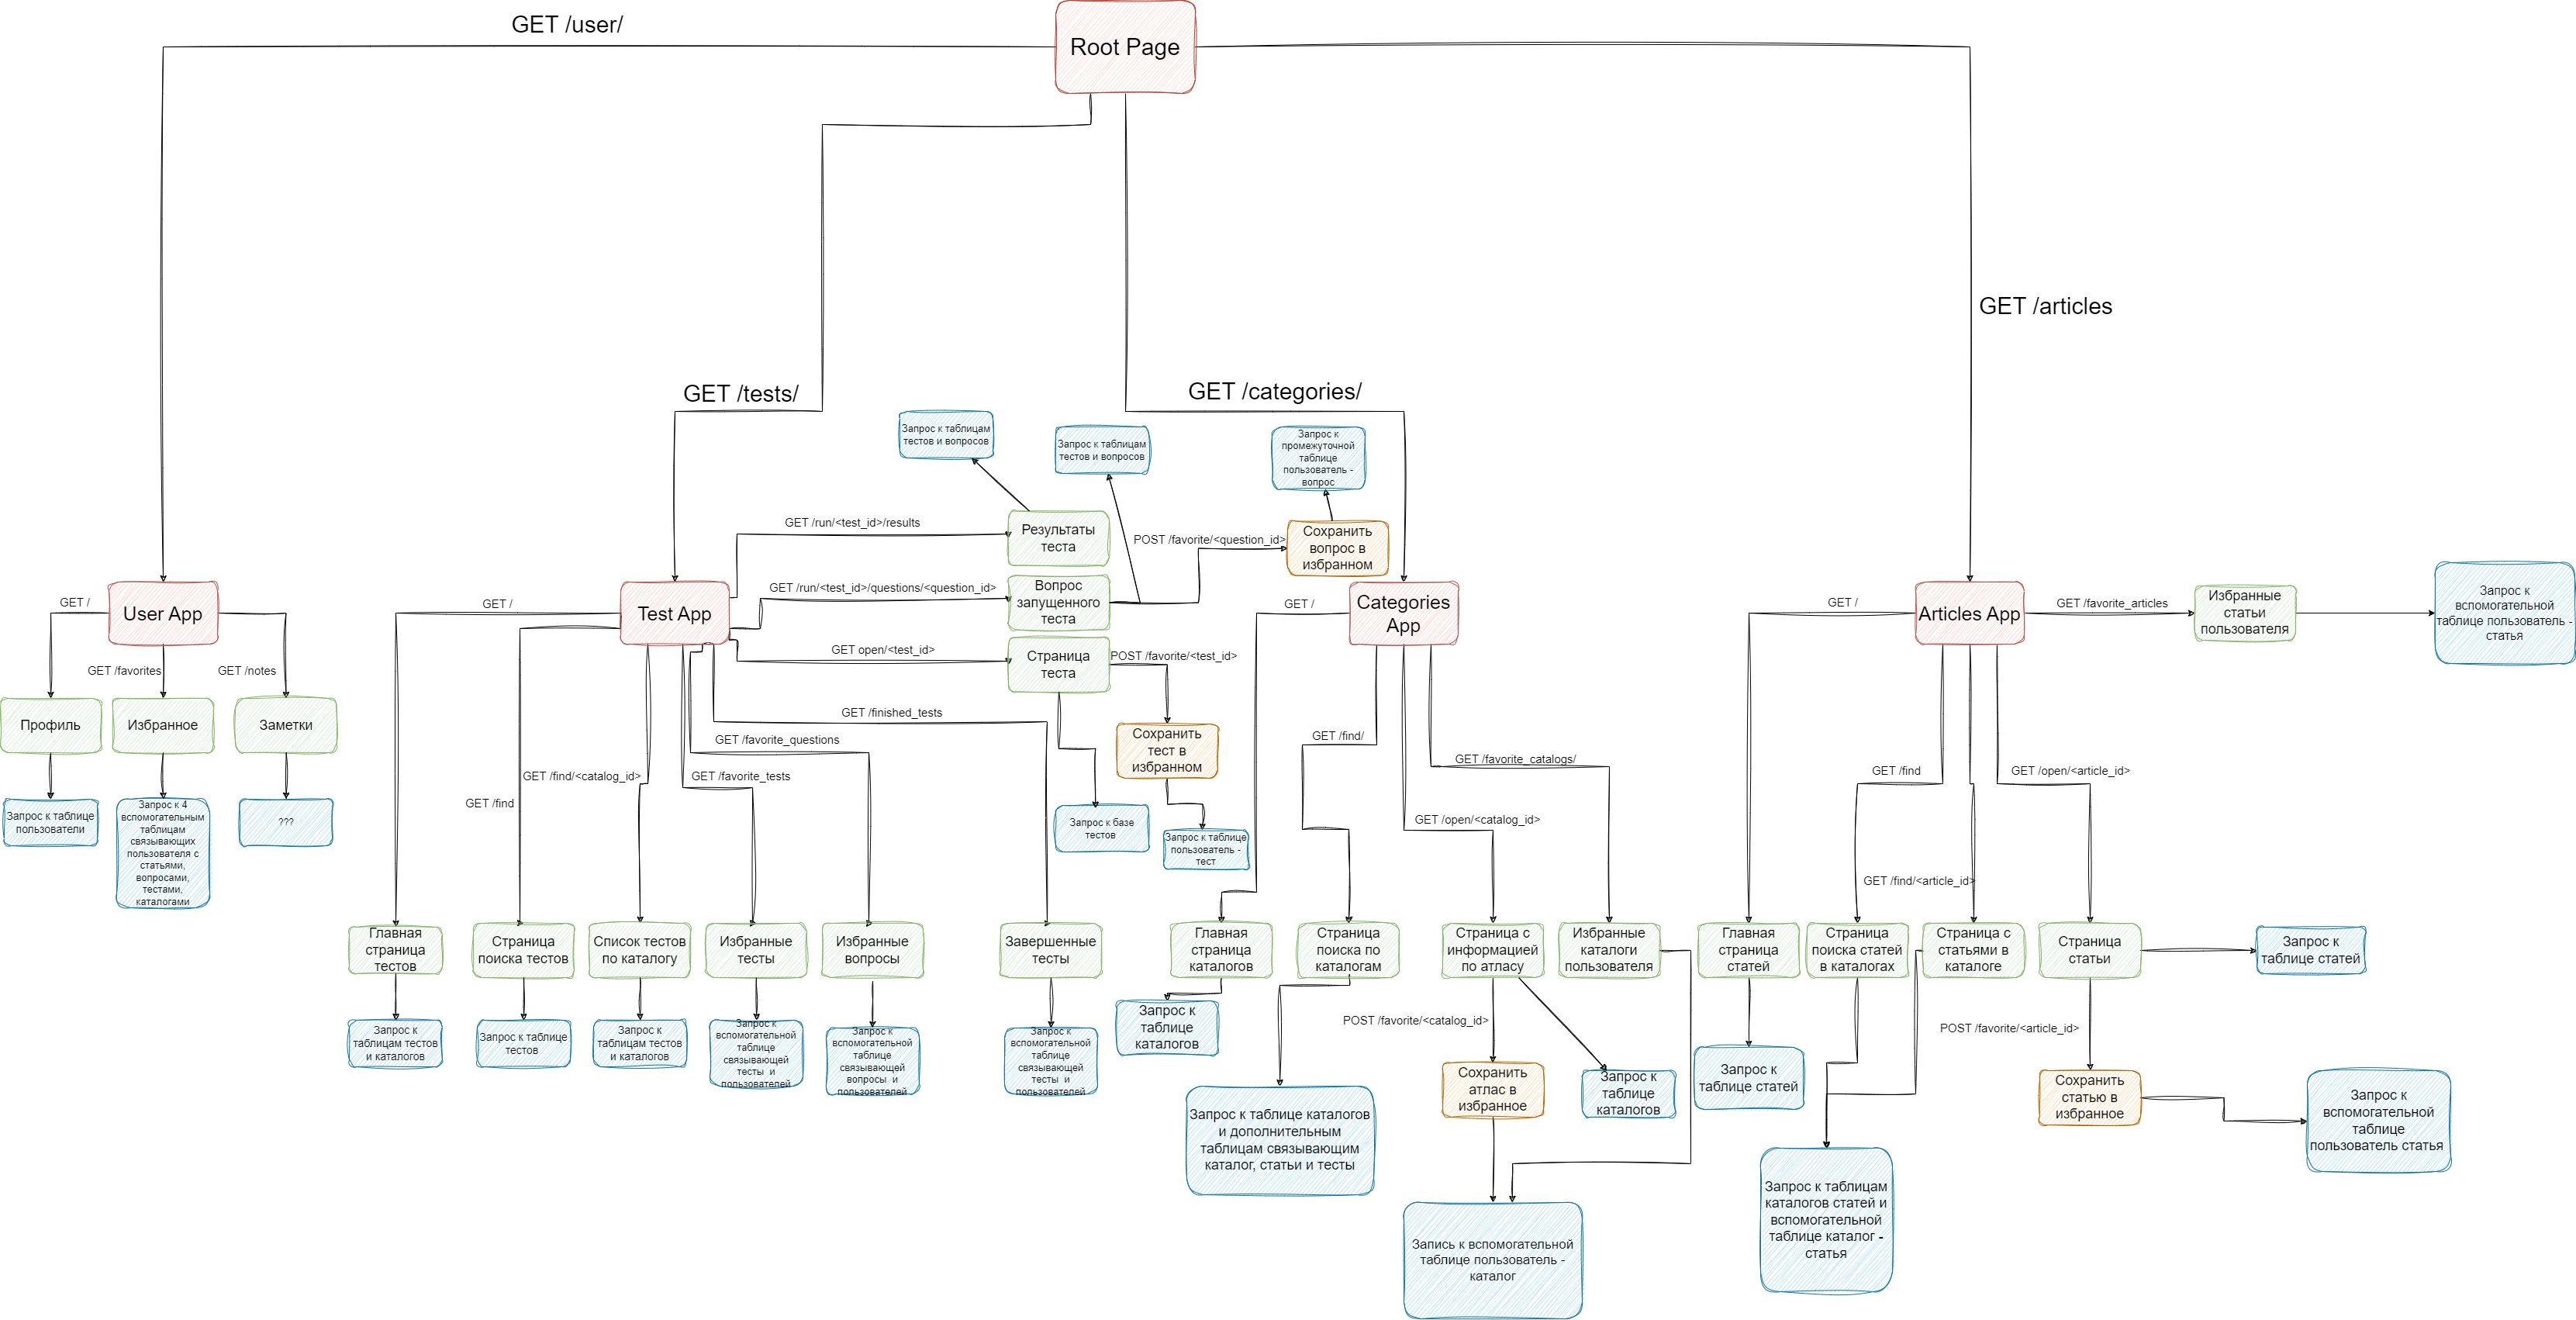 GET /user/
Root Page
GET /articles
GET /tests/
GET /categories/
Запрос к таблицам
тестов и вопросов
Запрос к таблицам
тестов и вопросов
Запрос к
промежуточной
таблице
пользователь -
вопрос
GET /run/<test_id>/results
Результаты
теста
POST /favorite/<question_id>
Сохранить
вопрос в
избранном
GET /run/<test_id>/questions/<question_id>
Вопрос
запущенного
теста
GET open/<test_id>
Страница
теста
POST /favorite/<test_id>
Сохранить
тест в
избранном
Запрос к базе
тестов
Запрос к таблице
пользователь -
тест
GET /
User App
GET /favorites
GET /notes
Профиль
Избранное
Заметки
Запрос к таблице
пользователи
Запрос к 4
вспомогательным
таблицам
связывающих
пользователя с
статьями,
вопросами,
тестами,
каталогами
???
GET /
Test App
GET /finished_tests
GET /favorite_questions
GET /find/<catalog_id>
GET /favorite_tests
GET /find
Главная
страница
тестов
Страница
поиска тестов
Список тестов
по каталогу
Избранные
тесты
Избранные
вопросы
Завершенные
тесты
Запрос к
таблицам тестов
и каталогов
Запрос к таблице
тестов
Запрос к
таблицам тестов
и каталогов
Запрос к
вспомогательной
таблице
связывающей
тесты и
пользователей
Запрос к
вспомогательной
таблице
связывающей
вопросы и
пользователей
Запрос к
вспомогательной
таблице
связывающей
тесты и
пользователей
GET /
Categories
App
GET /find/
GET /favorite_catalogs/
GET /open/<catalog_id>
Главная
страница
каталогов
Страница
поиска по
каталогам
Страница с
информацией
по атласу
Избранные
каталоги
пользователя
Запрос к
таблице
каталогов
POST /favorite/<catalog_id>
Запрос к таблице каталогов
и дополнительным
таблицам связывающим
каталог, статьи и тесты
Сохранить
атлас в
избранное
Запрос к
таблице
каталогов
Запись к вспомогательной
таблице пользователь -
каталог
GET /
Articles App
GET /favorite_articles
Избранные
статьи
пользователя
Запрос к
вспомогательной
таблице пользователь -
статья
GET /find
GET /open/<article_id>
GET /find/<article_id>
Главная
страница
статей
Страница
поиска статей
в каталогах
Страница с
статьями в
каталоге
Страница
статьи
Запрос к
таблице статей
POST /favorite/<article_id>
Запрос к
таблице статей
Сохранить
статью в
избранное
Запрос к
вспомогательной
таблице
пользователь статья
Запрос к таблицам
каталогов статей и
вспомогательной
таблице каталог -
статья